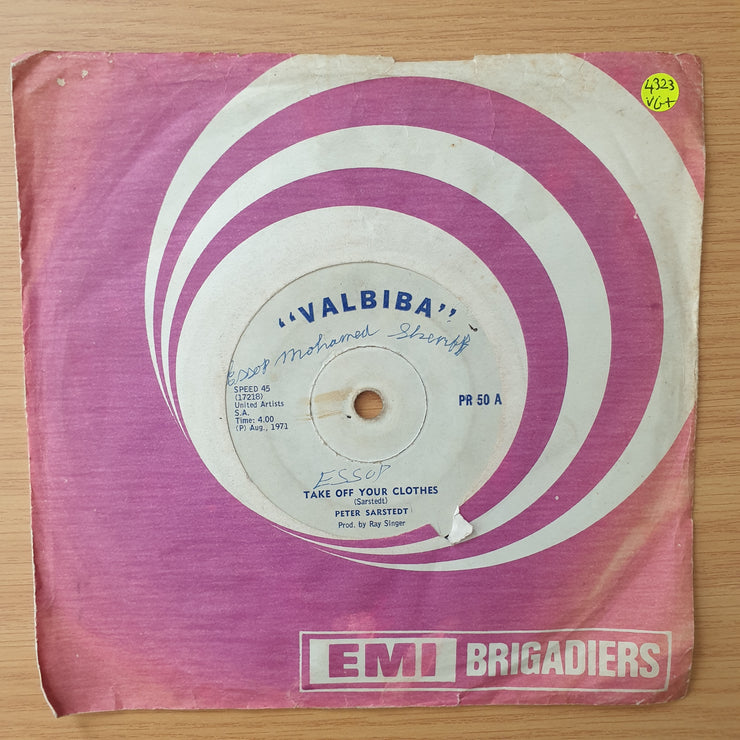 4323
VG+
"VALBIBA"
Essop Mohamed Sheriff
SPEED 45
(17218)
United Artists
S.A.
Time: 4.00
(P) Aug., 1971
PR 50 A
ESSOP
TAKE OFF YOUR CLOTHES
(Sarstedt)
PETER SARSTEDT
Prod. by Ray Singer
EMI BRIGADIERS